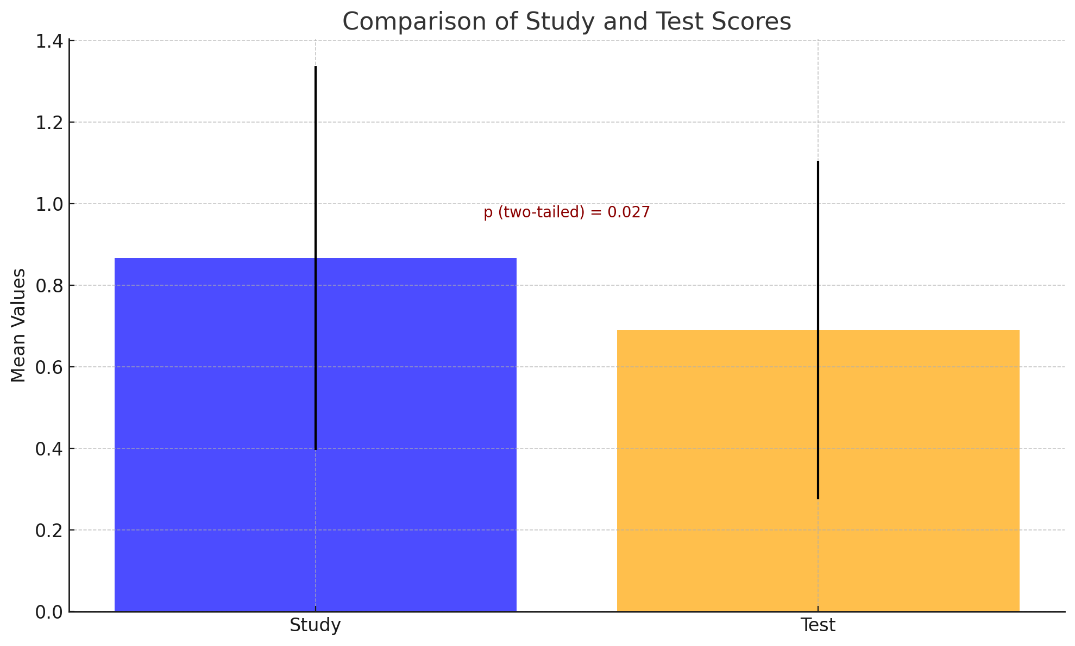 Comparison of Study and Test Scores
1.4
1.2
1.0
0.8
0.6
0.4
0.2
0.0
Mean Values
p (two-tailed) = 0.027
Study
Test